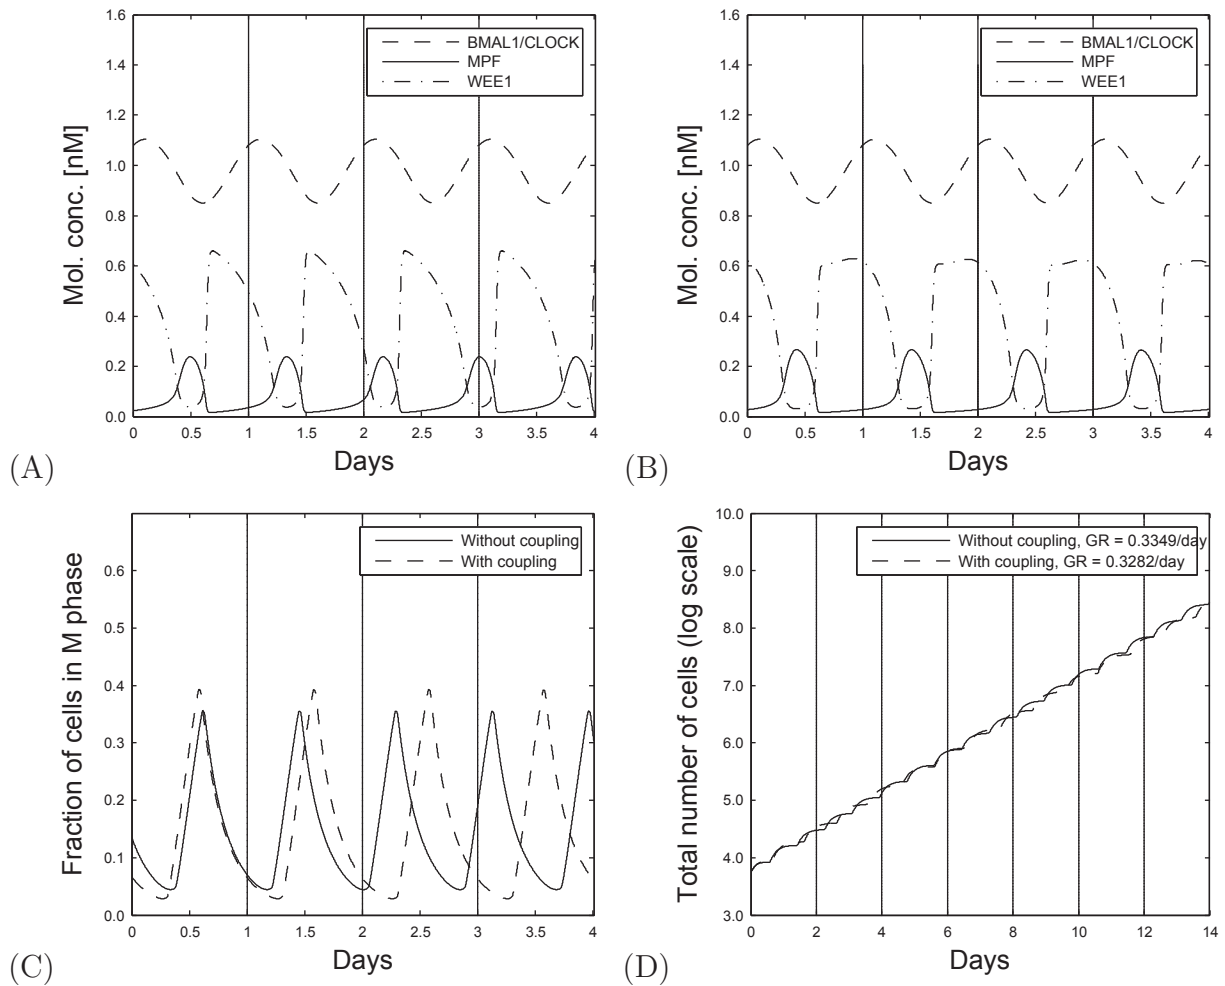 1.6
1.4
1.2
1.0
0.8
0.6
0.4
0.2
0.0
Mol. conc. [nM]
BMAL1/CLOCK
MPF
WEE1
0 0.5 1 1.5 2 2.5 3 3.5 4
Days
(A)
1.6
1.4
1.2
1.0
0.8
0.6
0.4
0.2
0.0
Mol. conc. [nM]
BMAL1/CLOCK
MPF
WEE1
0 0.5 1 1.5 2 2.5 3 3.5 4
Days
(B)
0.6
0.5
0.4
0.3
0.2
0.1
0.0
Fraction of cells in M phase
Without coupling
With coupling
0 0.5 1 1.5 2 2.5 3 3.5 4
Days
(C)
10.0
9.0
8.0
7.0
6.0
5.0
4.0
3.0
Total number of cells (log scale)
Without coupling, GR = 0.3349/day
With coupling, GR = 0.3282/day
0 2 4 6 8 10 12 14
Days
(D)